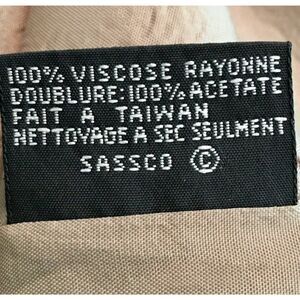 100% VISCOSE RAYONNE
DOUBLURE: 100% ACETATE
FAIT A TAIWAN
NETTOYAGE A SEC SEULMENT
SASSCO ©